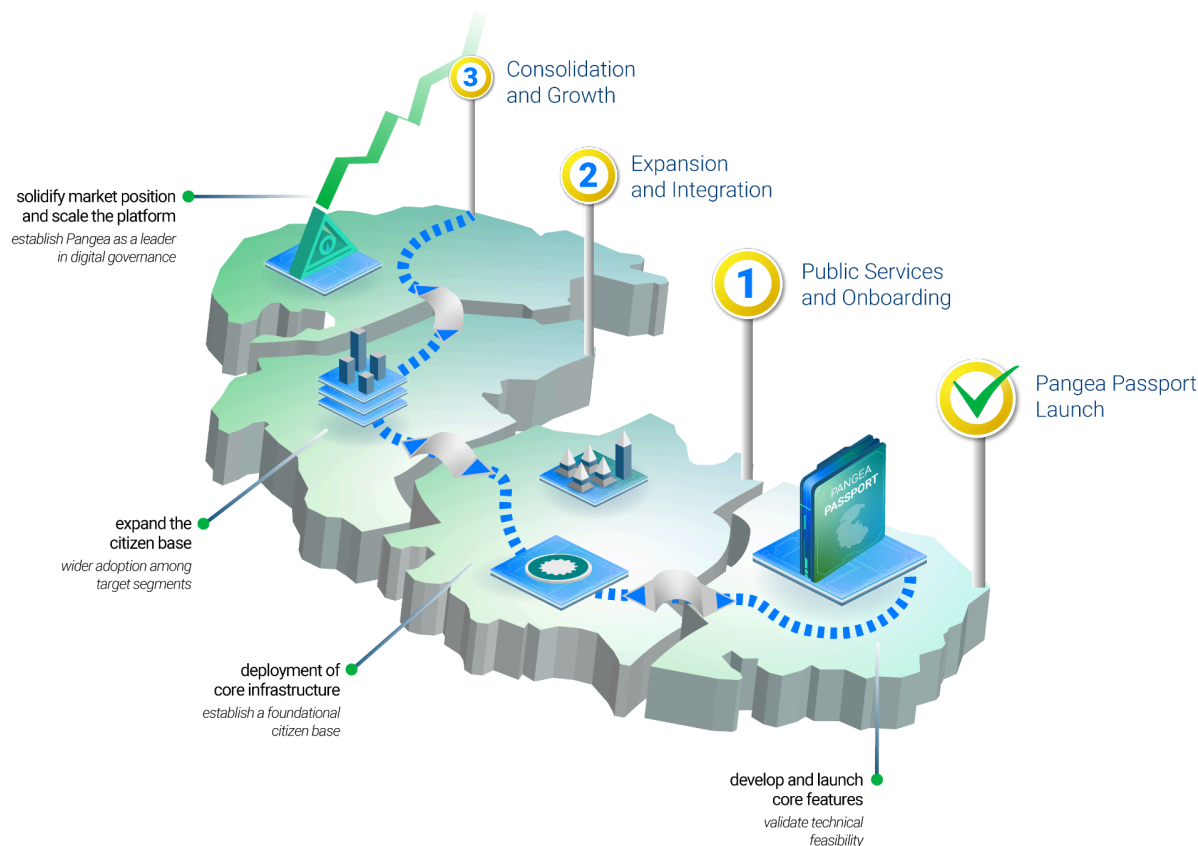 3
Consolidation
and Growth
2
Expansion
and Integration
solidify market position
and scale the platform
establish Pangea as a leader
in digital governance
1
Public Services
and Onboarding
Pangea Passport
Launch
PANGEA
PASSPORT
expand the
citizen base
wider adoption among
target segments
deployment of
core infrastructure
establish a foundational
citizen base
develop and launch
core features
validate technical
feasibility